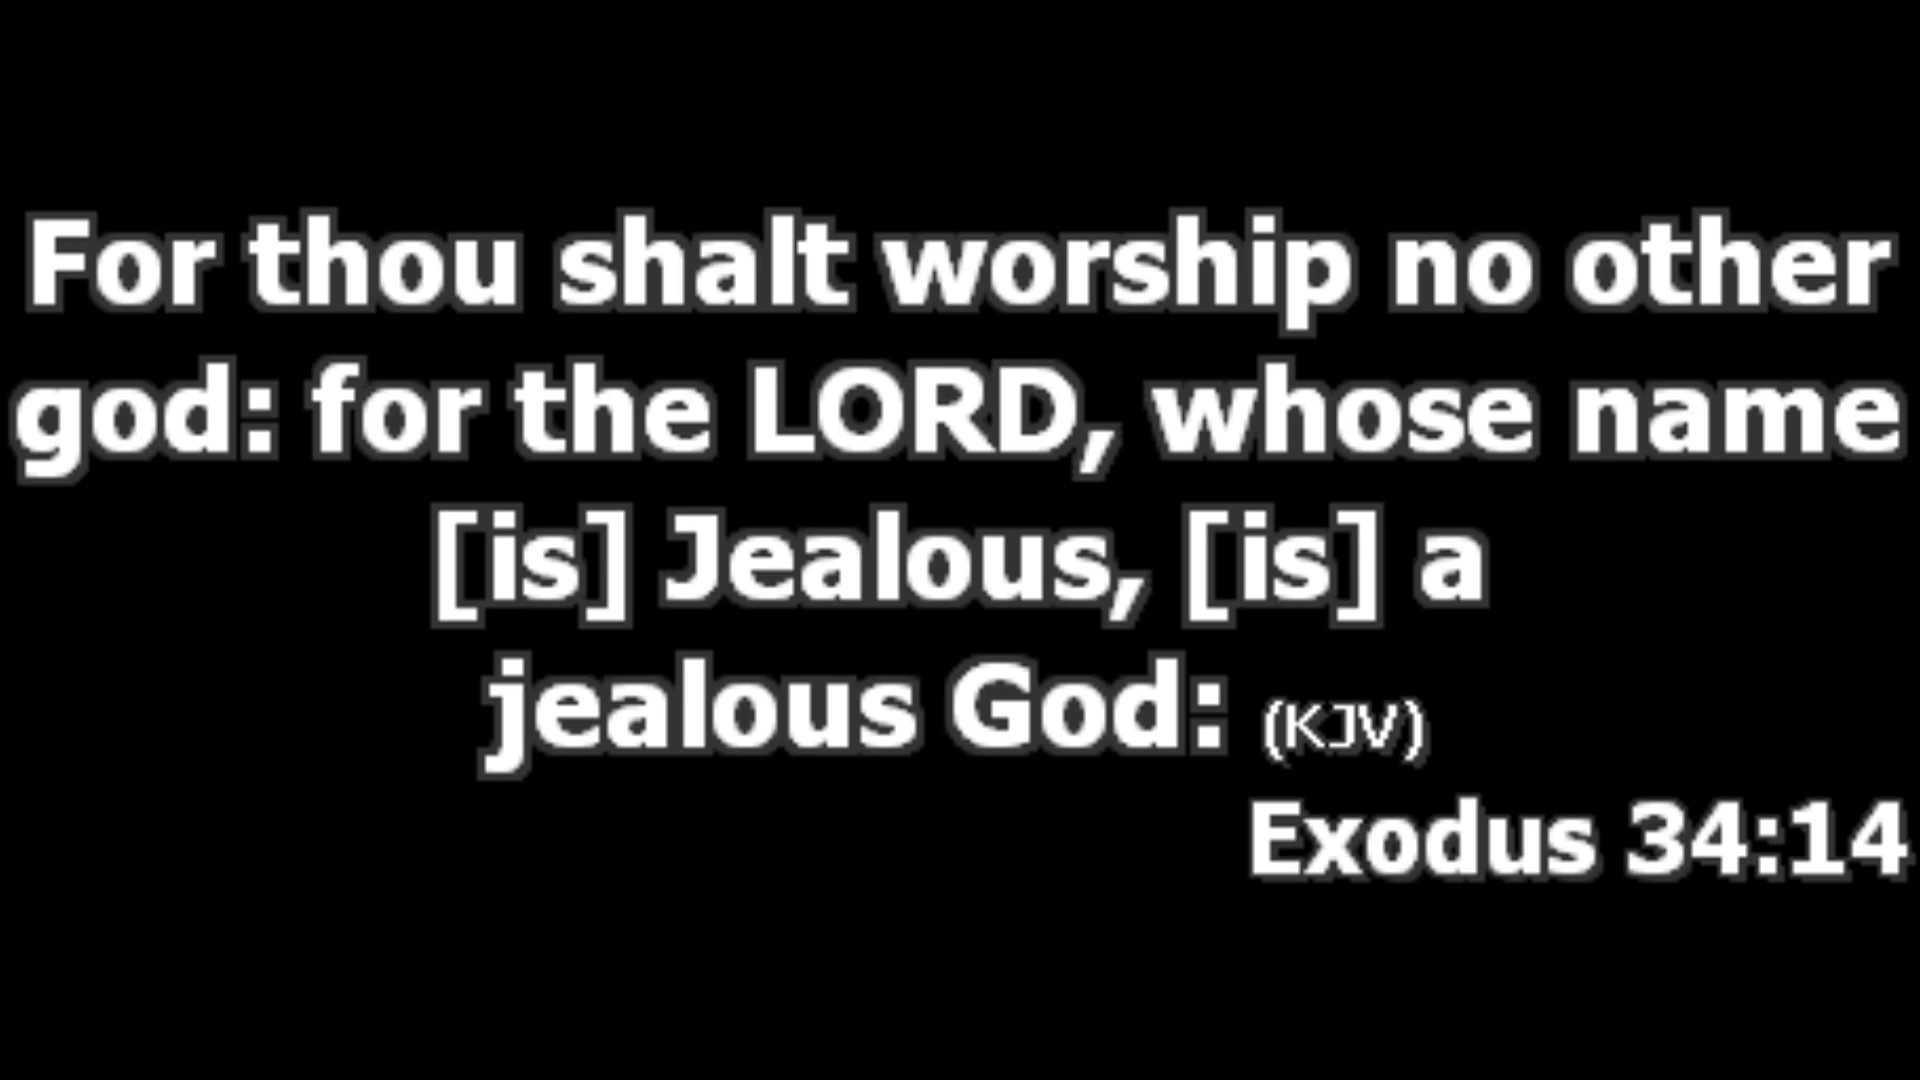 For thou shalt worship no other
god: for the LORD, whose name
[is] Jealous, [is] a
jealous God: (KJV)
Exodus 34:14